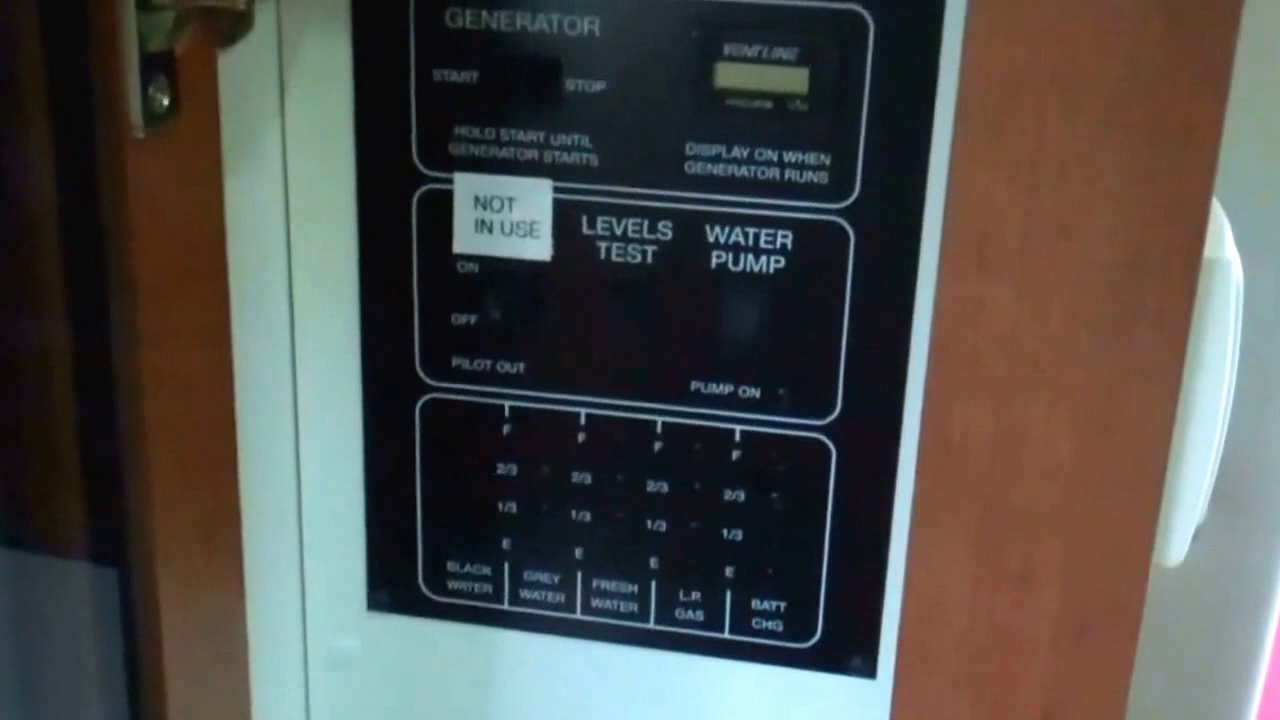 GENERATOR
VENTLINE
START
STOP
HOLD START UNTIL
GENERATOR STARTS
DISPLAY ON WHEN
GENERATOR RUNS
NOT
IN USE
LEVELS
TEST
WATER
PUMP
ON
OFF
PILOT OUT
PUMP ON
F F F F
2/3 2/3 2/3 2/3
1/3 1/3 1/3 1/3
E E E E
BLACK
WATER
GREY
WATER
FRESH
WATER
L.P.
GAS
BATT
CHG